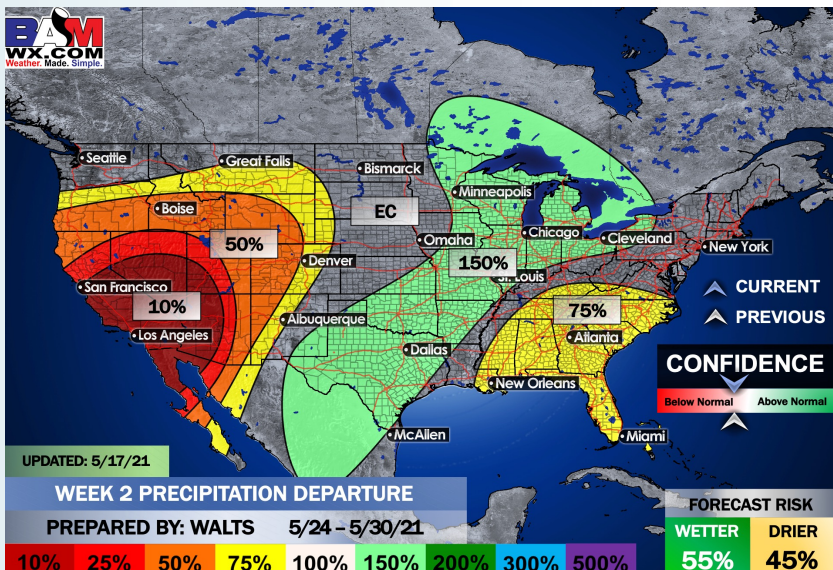 BAM
WX.COM
Weather. Made. Simple.
Seattle
Great Falls
Bismarck
Minneapolis
Boise
EC
50%
Omaha
Chicago
Cleveland
New York
Denver
150%
St. Louis
San Francisco
10%
Albuquerque
75%
Los Angeles
Atlanta
Dallas
New Orleans
McAllen
Miami
CURRENT
PREVIOUS
CONFIDENCE
Below Normal
Above Normal
UPDATED: 5/17/21
WEEK 2 PRECIPITATION DEPARTURE
PREPARED BY: WALTS 5/24 – 5/30/21
FORECAST RISK
WETTER DRIER
55% 45%
10% 25% 50% 75% 100% 150% 200% 300% 500%